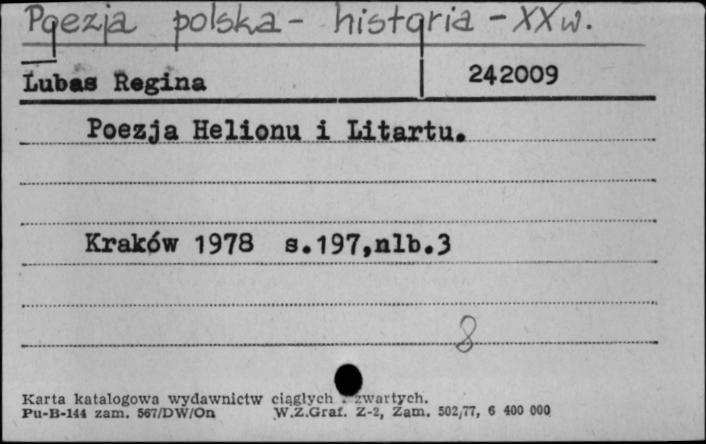 Poezja polska - historia - XX w.
Lubas Regina 242009
Poezja Helionu i Litartu.
Kraków 1978 s.197,nlb.3
8
Karta katalogowa wydawnictw ciągłych i zwartych.
Pu-B-144 zam. 567/DW/On W.Z.Graf. Z-2, Zam. 502/77, 6 400 000